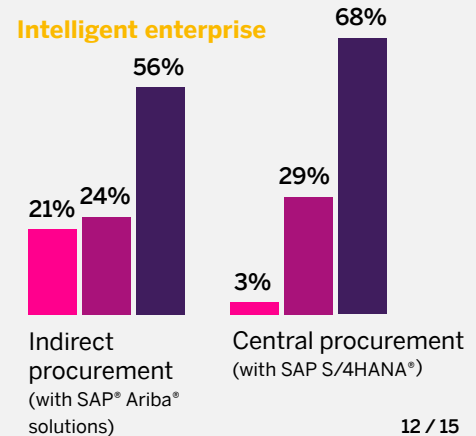 Intelligent enterprise
68%
56%
29%
21% 24%
3%
Indirect
procurement
(with SAP® Ariba®
solutions)
Central procurement
(with SAP S/4HANA®)
12 / 15